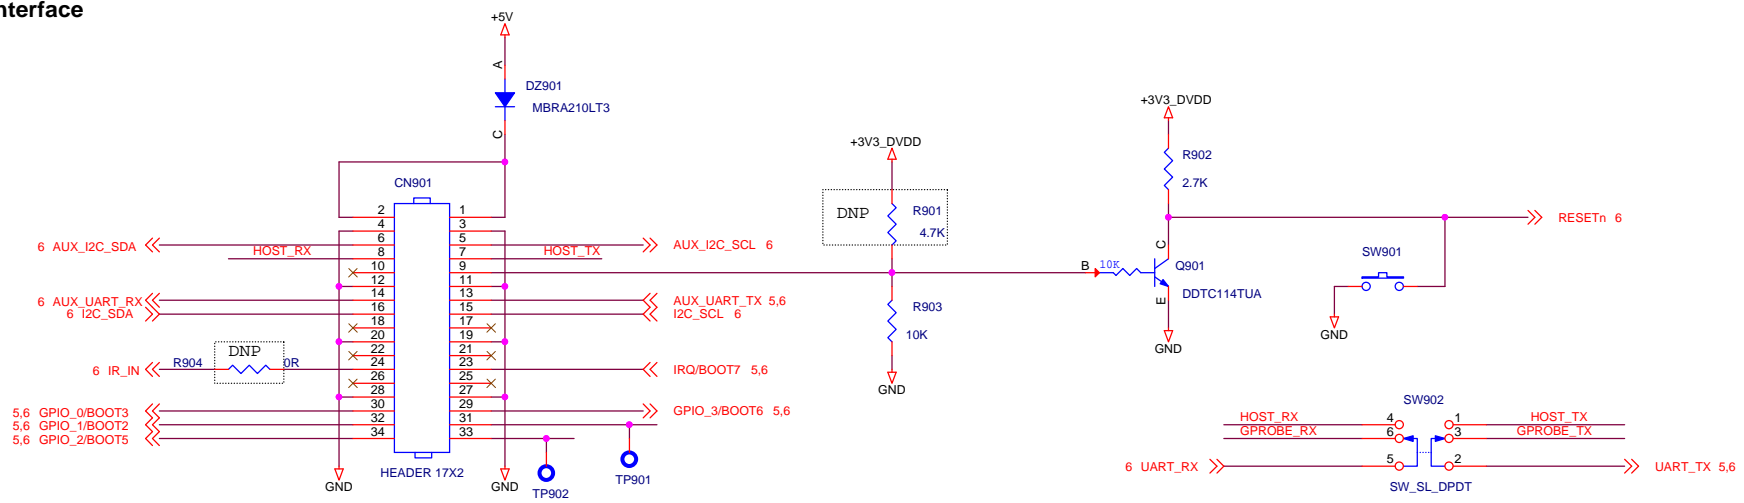 nterface
+5V
A
DZ901
MBRA210LT3
C
CN901
2 1
4 3
6 5
8 7
10 9
12 11
14 13
16 15
18 17
20 19
22 21
24 23
26 25
28 27
30 29
32 31
34 33
HEADER 17X2
6 AUX_I2C_SDA
HOST_RX
HOST_TX
AUX_I2C_SCL 6
6 AUX_UART_RX
6 I2C_SDA
AUX_UART_TX 5,6
I2C_SCL 6
R904
DNP
0R
6 IR_IN
IRQ/BOOT7 5,6
5,6 GPIO_0/BOOT3
5,6 GPIO_1/BOOT2
5,6 GPIO_2/BOOT5
GPIO_3/BOOT6 5,6
GND
GND
TP902
TP901
+3V3_DVDD
DNP
R901
4.7K
R903
10K
GND
+3V3_DVDD
R902
2.7K
B
10K
C
Q901
DDTC114TUA
E
GND
RESETn 6
SW901
GND
SW902
HOST_RX
4 1
HOST_TX
GPROBE_RX
6 3
GPROBE_TX
6 UART_RX
5 2
UART_TX 5,6
SW_SL_DPDT